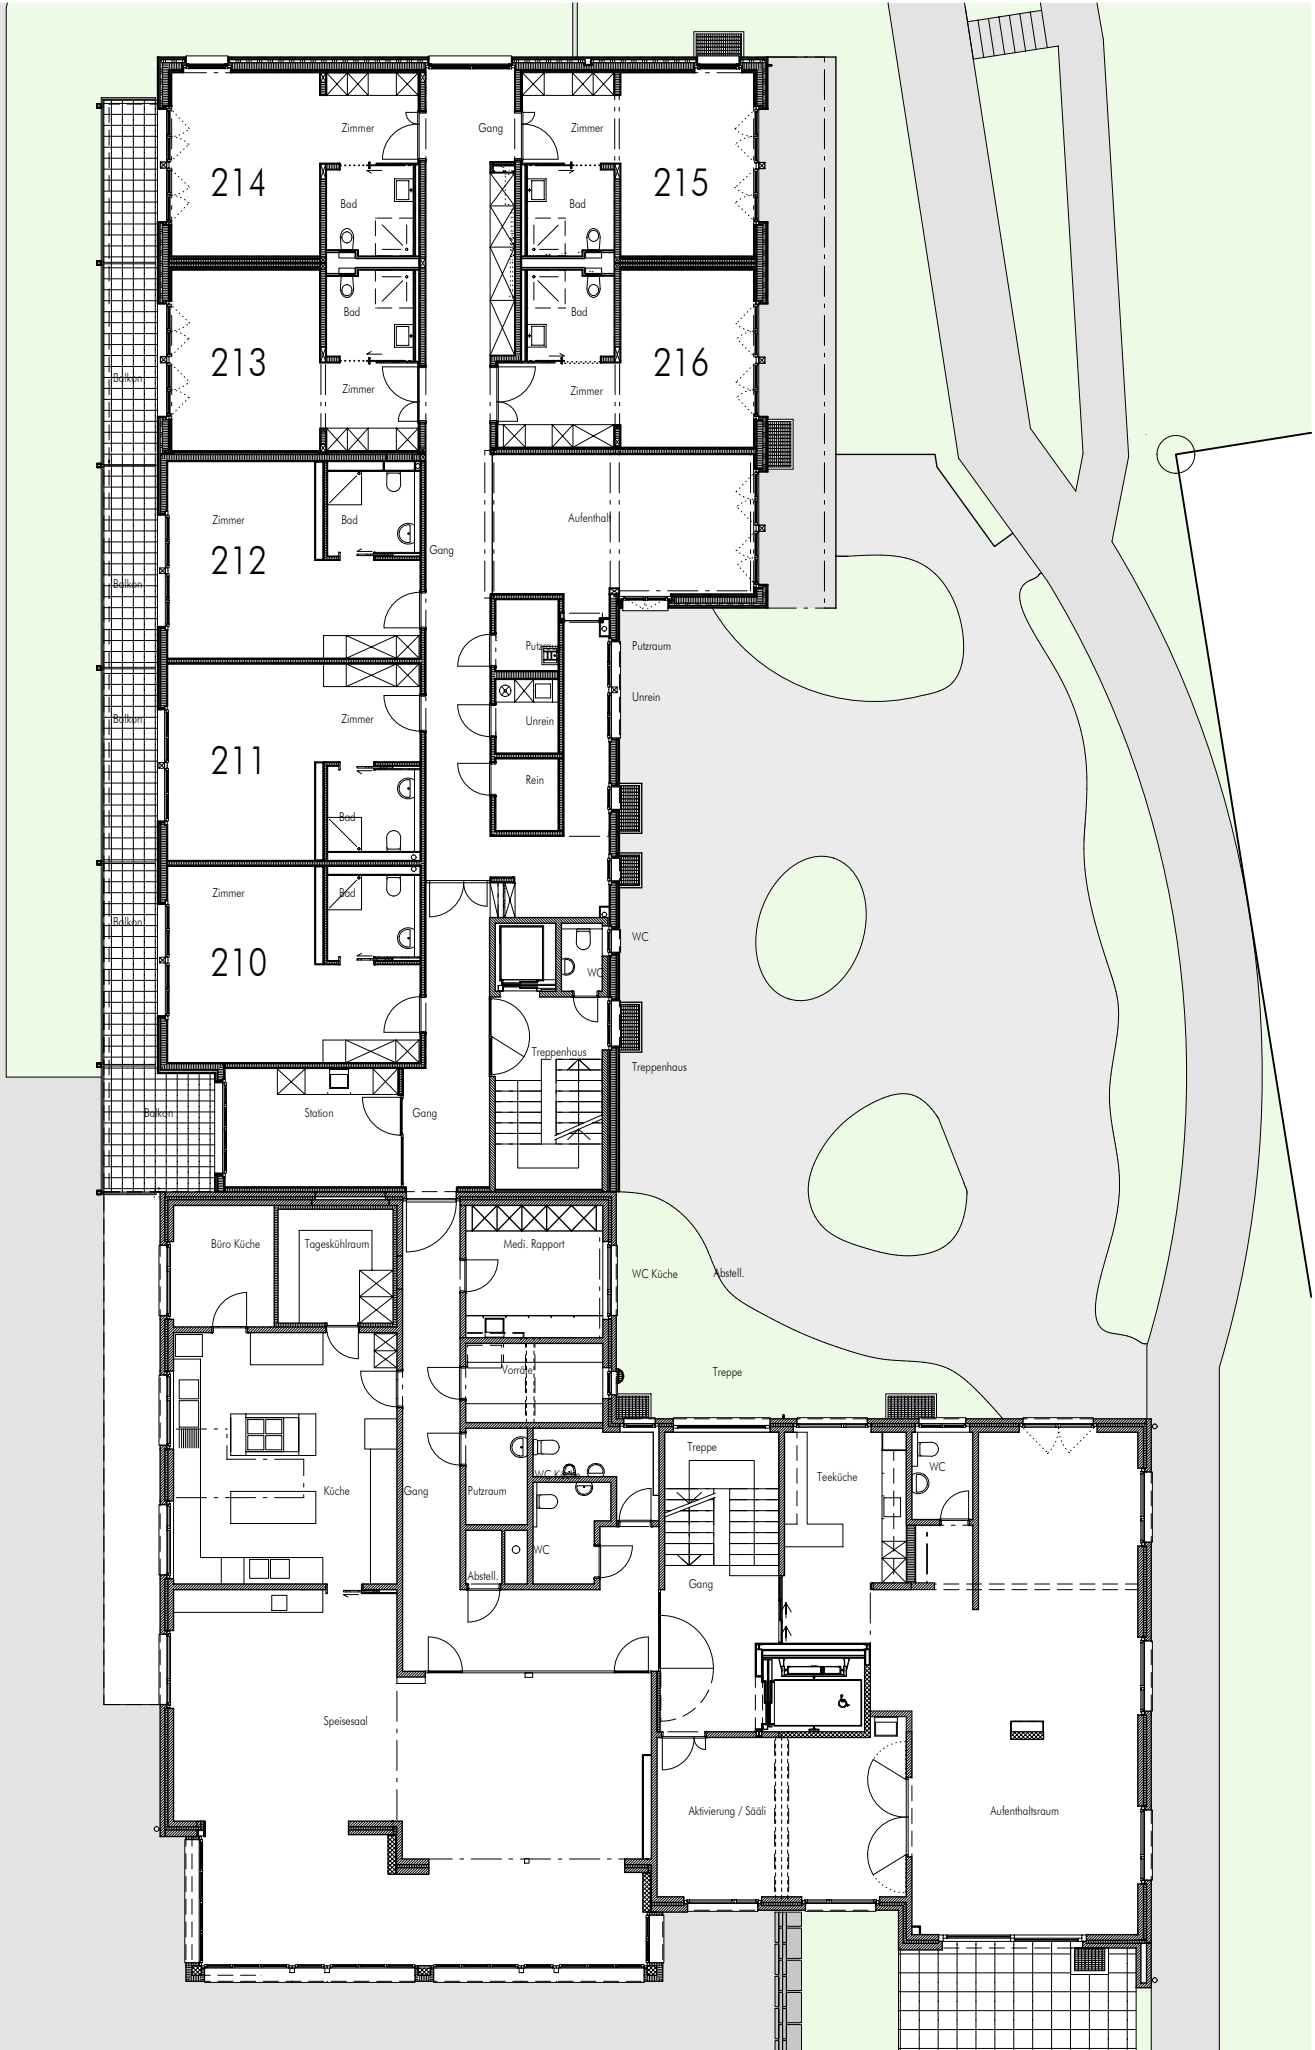 Zimmer
Gang
Zimmer
214
215
Bad
Bad
Bad
Bad
213
216
Balkon
Zimmer
Zimmer
Zimmer
Bad
Aufenthalt
212
Gang
Balkon
Putzraum
Putzraum
Unrein
Balkon
Zimmer
Unrein
211
Rein
Bad
Zimmer
Bad
Balkon
WC
210
WC
Treppenhaus
Treppenhaus
Balkon
Station
Gang
Büro Küche
Tageskühlraum
Medi. Rapport
WC Küche
Abstell.
Vorräte
Treppe
Treppe
WC Küche
WC
Teeküche
Küche
Gang
Putzraum
WC
Abstell.
Gang
Speisesaal
Aktivierung / Sääli
Aufenthaltsraum